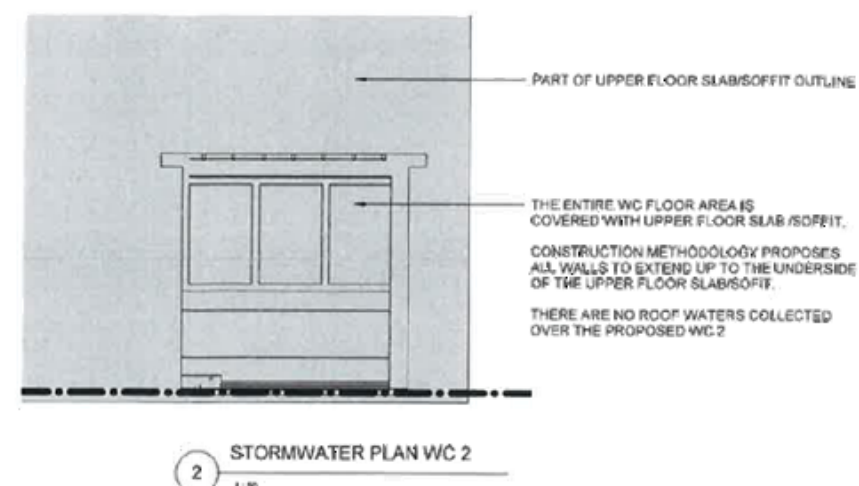 PART OF UPPER FLOOR SLAB/SOFFIT OUTLINE
THE ENTIRE WC FLOOR AREA IS
COVERED WITH UPPER FLOOR SLAB /SOFFIT.
CONSTRUCTION METHODOLOGY PROPOSES
ALL WALLS TO EXTEND UP TO THE UNDERSIDE
OF THE UPPER FLOOR SLAB/SOFIT.
THERE ARE NO ROOF WATERS COLLECTED
OVER THE PROPOSED WC 2
2
STORMWATER PLAN WC 2